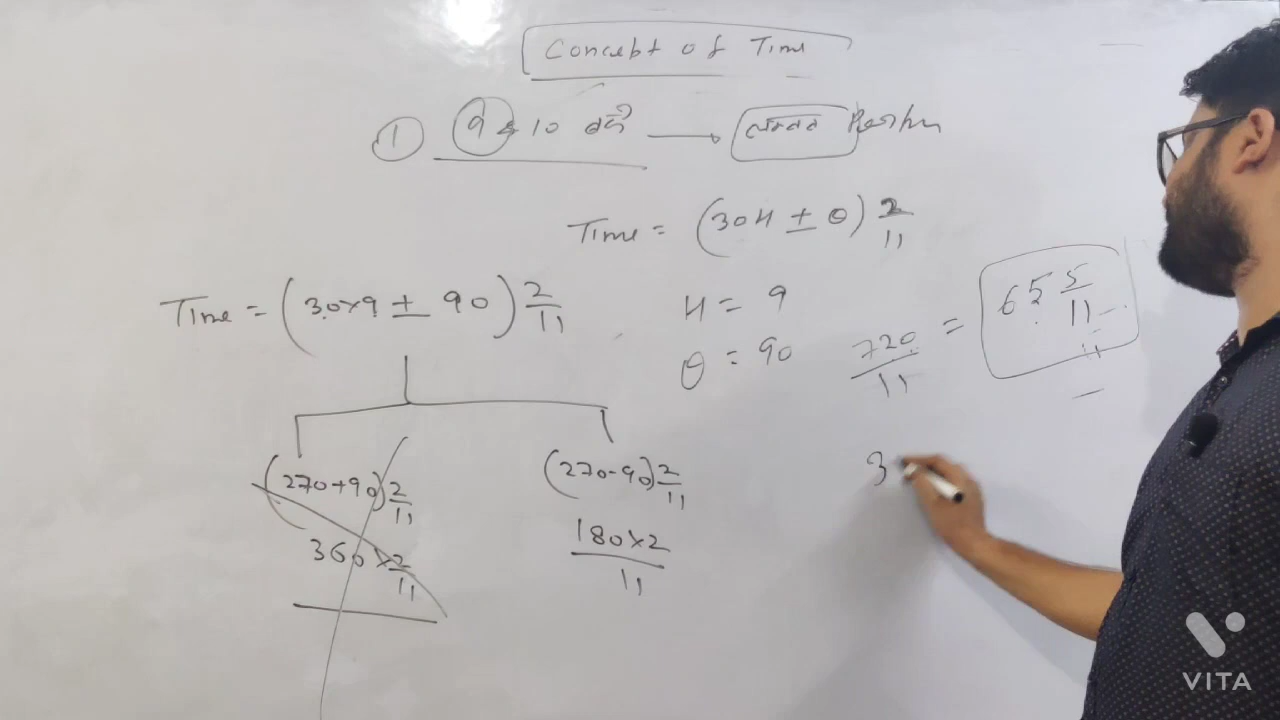 Concept of Time
① 9 & 10 बजे → लम्बवत
Time = (30H ± θ) 2/11
Time = (30×9 ± 90) 2/11
H = 9
θ = 90
720/11 = 65 5/11
(270+90) 2/11
(270-90) 2/11
3
360 × 2/11
180×2/11
VITA